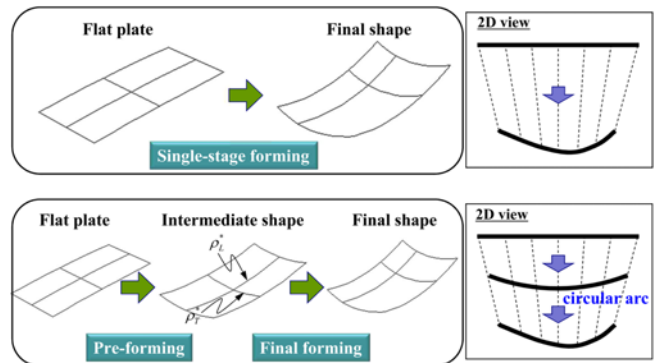 Flat plate
Final shape
Single-stage forming
2D view
Flat plate
Intermediate shape
Final shape
ρ*L
ρ*T
Pre-forming
Final forming
2D view
circular arc